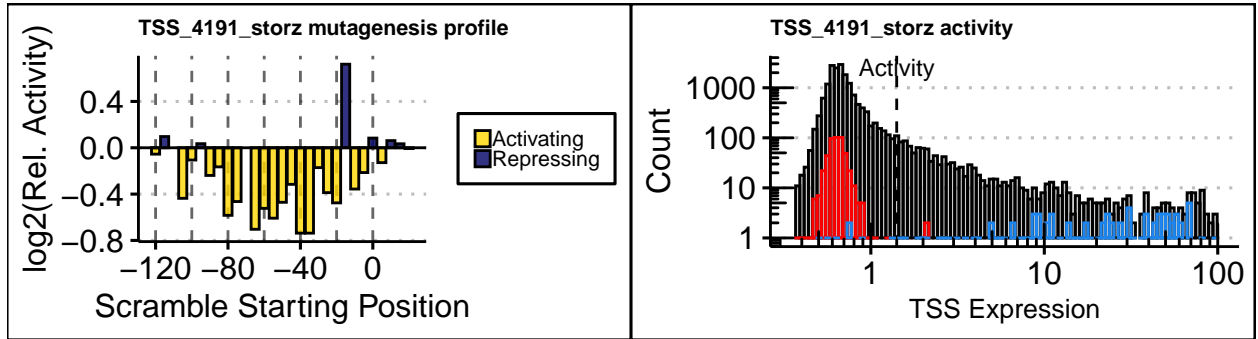 TSS_4191_storz mutagenesis profile
log2(Rel. Activity)
0.4
0.0
−0.4
−0.8
−120
−80
−40
0
Scramble Starting Position
Activating
Repressing
TSS_4191_storz activity
Activity
Count
1000
100
10
1
1
10
100
TSS Expression